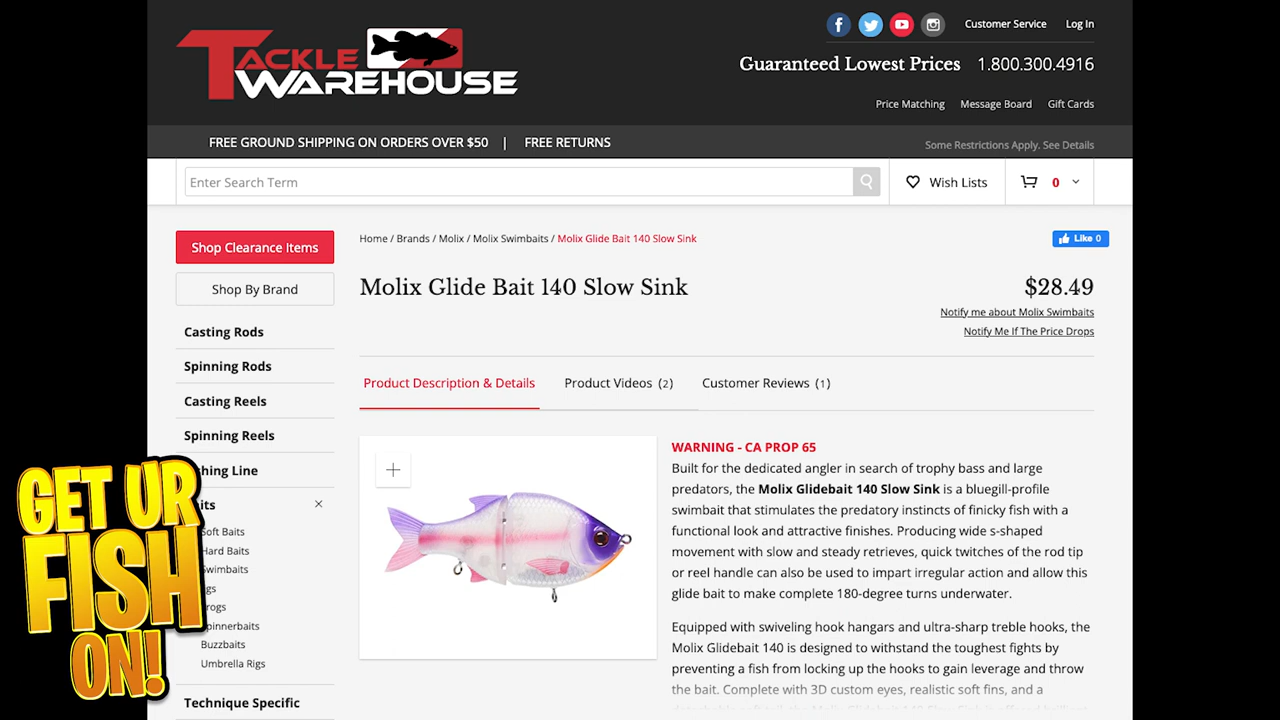 TACKLE
WAREHOUSE
Customer Service
Log In
Guaranteed Lowest Prices 1.800.300.4916
Price Matching Message Board Gift Cards
FREE GROUND SHIPPING ON ORDERS OVER $50 | FREE RETURNS
Some Restrictions Apply. See Details
Enter Search Term
Wish Lists
0
Shop Clearance Items
Shop By Brand
Casting Rods
Spinning Rods
Casting Reels
Spinning Reels
hing Line
its
Soft Baits
Hard Baits
Swimbaits
gs
rogs
pinnerbaits
Buzzbaits
Umbrella Rigs
Technique Specific
GET UR
FISH
ON!
Home / Brands / Molix / Molix Swimbaits / Molix Glide Bait 140 Slow Sink
Like 0
Molix Glide Bait 140 Slow Sink
$28.49
Notify me about Molix Swimbaits
Notify Me If The Price Drops
Product Description & Details Product Videos (2) Customer Reviews (1)
WARNING - CA PROP 65
Built for the dedicated angler in search of trophy bass and large
predators, the Molix Glidebait 140 Slow Sink is a bluegill-profile
swimbait that stimulates the predatory instincts of finicky fish with a
functional look and attractive finishes. Producing wide s-shaped
movement with slow and steady retrieves, quick twitches of the rod tip
or reel handle can also be used to impart irregular action and allow this
glide bait to make complete 180-degree turns underwater.
Equipped with swiveling hook hangars and ultra-sharp treble hooks, the
Molix Glidebait 140 is designed to withstand the toughest fights by
preventing a fish from locking up the hooks to gain leverage and throw
the bait. Complete with 3D custom eyes, realistic soft fins, and a